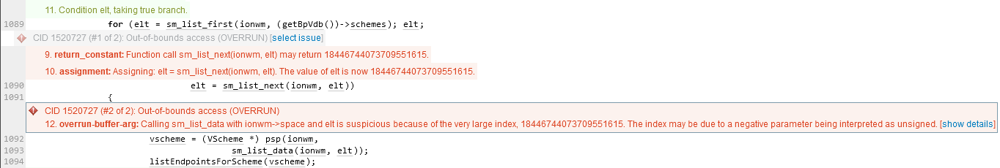 11. Condition elt, taking true branch.
1089 for (elt = sm_list_first(ionwm, (getBpVdb())->schemes); elt;
CID 1520727 (#1 of 2): Out-of-bounds access (OVERRUN) [select issue]
9. return_constant: Function call sm_list_next(ionwm, elt) may return 18446744073709551615.
10. assignment: Assigning: elt = sm_list_next(ionwm, elt). The value of elt is now 18446744073709551615.
1090 elt = sm_list_next(ionwm, elt))
1091 {
CID 1520727 (#2 of 2): Out-of-bounds access (OVERRUN)
12. overrun-buffer-arg: Calling sm_list_data with ionwm->space and elt is suspicious because of the very large index, 18446744073709551615. The index may be due to a negative parameter being interpreted as unsigned. [show details]
1092 vscheme = (VScheme *) psp(ionwm,
1093 sm_list_data(ionwm, elt));
1094 listEndpointsForScheme(vscheme);